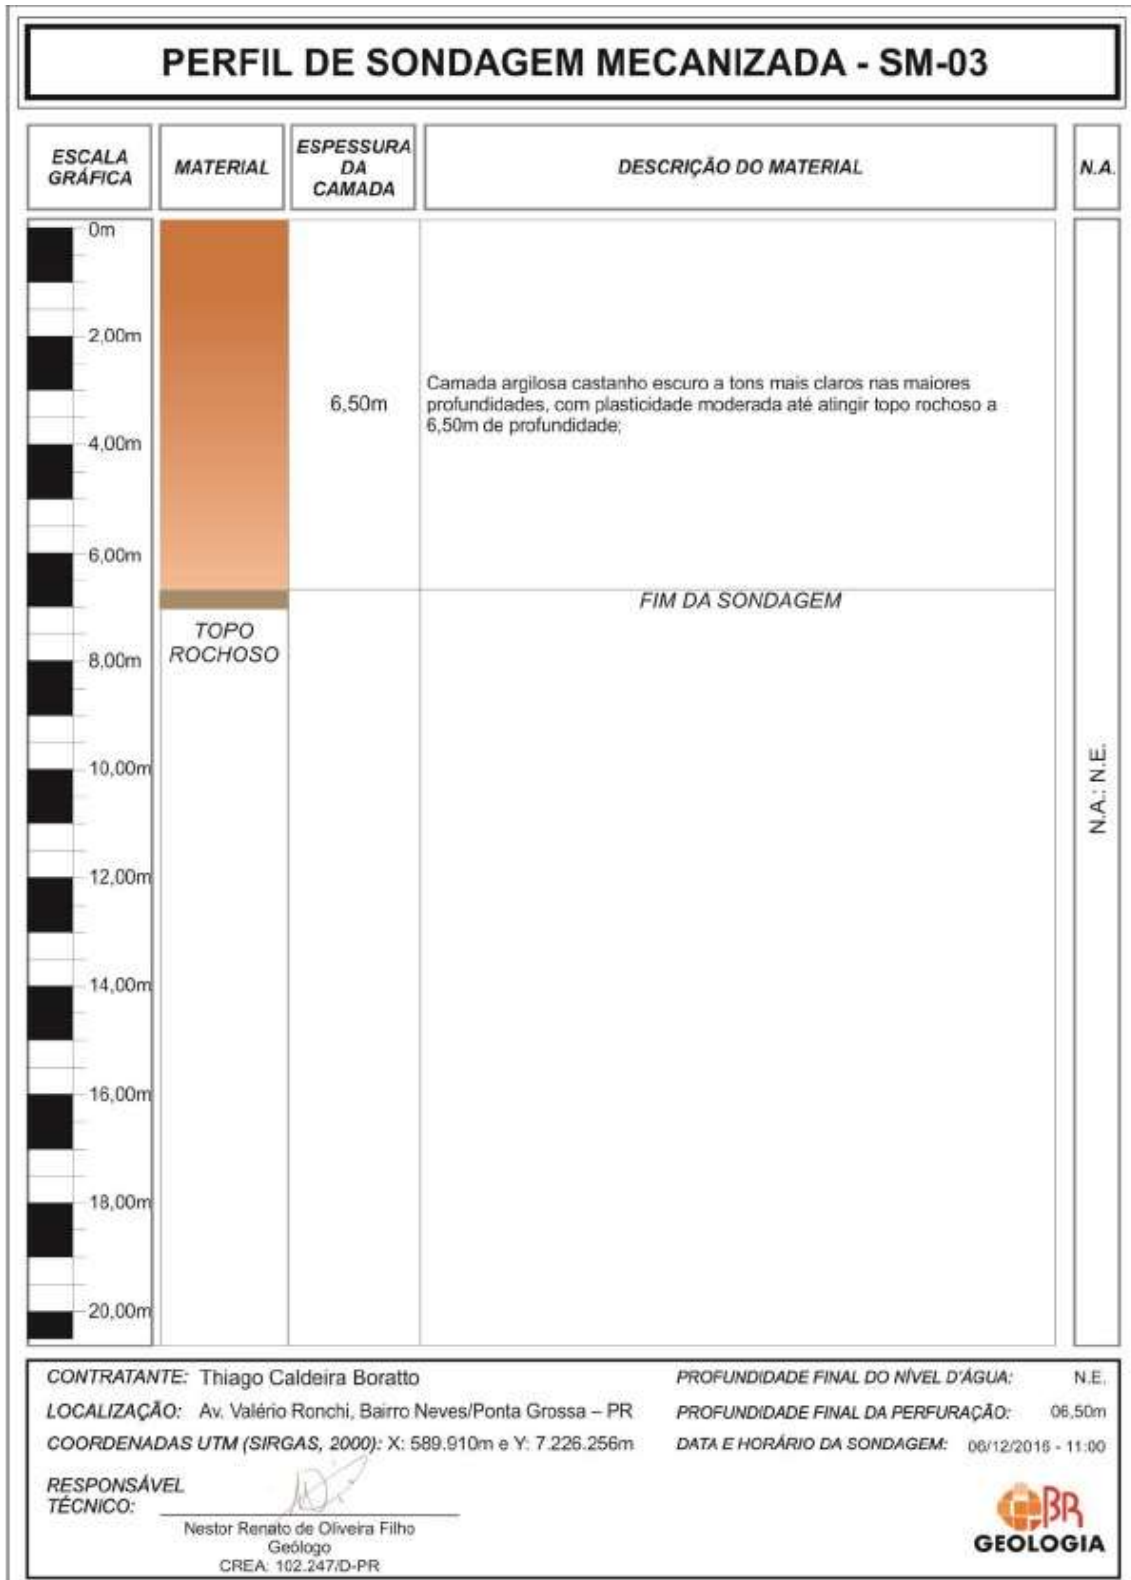 PERFIL DE SONDAGEM MECANIZADA - SM-03
ESCALA
GRÁFICA
MATERIAL
ESPESSURA
DA
CAMADA
DESCRIÇÃO DO MATERIAL
N.A.
0m
2,00m
4,00m
6,00m
8,00m
10,00m
12,00m
14,00m
16,00m
18,00m
20,00m
TOPO
ROCHOSO
6,50m
Camada argilosa castanho escuro a tons mais claros nas maiores
profundidades, com plasticidade moderada até atingir topo rochoso a
6,50m de profundidade;
FIM DA SONDAGEM
N.A.: N.E.
CONTRATANTE: Thiago Caldeira Boratto
LOCALIZAÇÃO: Av. Valério Ronchi, Bairro Neves/Ponta Grossa – PR
COORDENADAS UTM (SIRGAS, 2000): X: 589.910m e Y: 7.226.256m
RESPONSÁVEL
TÉCNICO:
Nestor Renato de Oliveira Filho
Geólogo
CREA: 102.247/D-PR
PROFUNDIDADE FINAL DO NÍVEL D'ÁGUA: N.E.
PROFUNDIDADE FINAL DA PERFURAÇÃO: 06,50m
DATA E HORÁRIO DA SONDAGEM: 06/12/2016 - 11:00
BR
GEOLOGIA